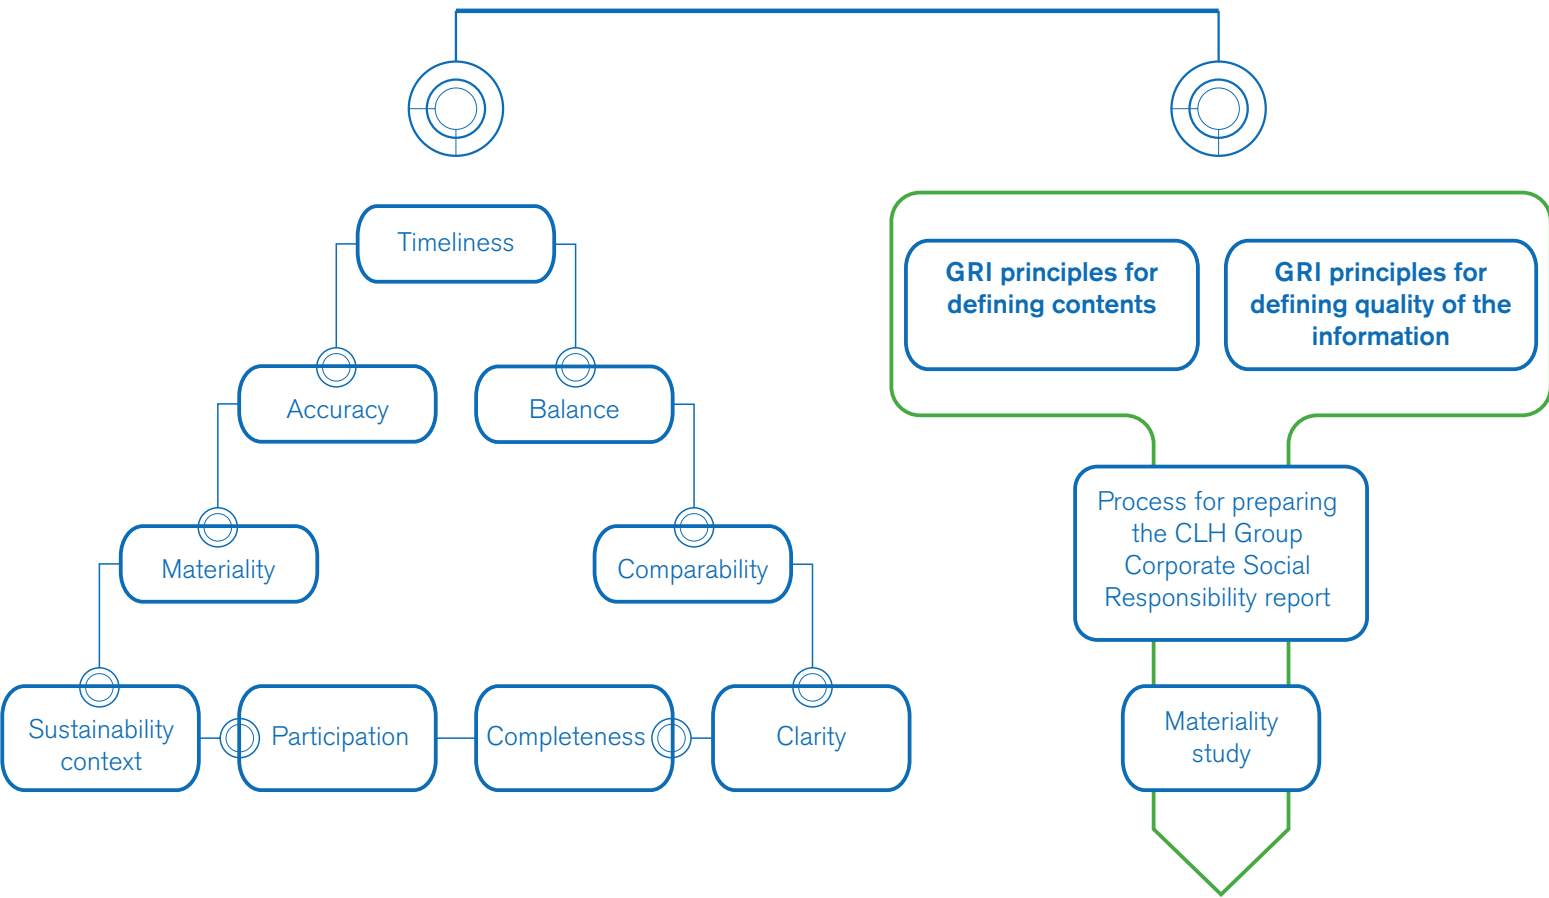 Timeliness
Accuracy
Balance
Materiality
Comparability
Sustainability
context
Participation
Completeness
Clarity
GRI principles for
defining contents
GRI principles for
defining quality of the
information
Process for preparing
the CLH Group
Corporate Social
Responsibility report
Materiality
study